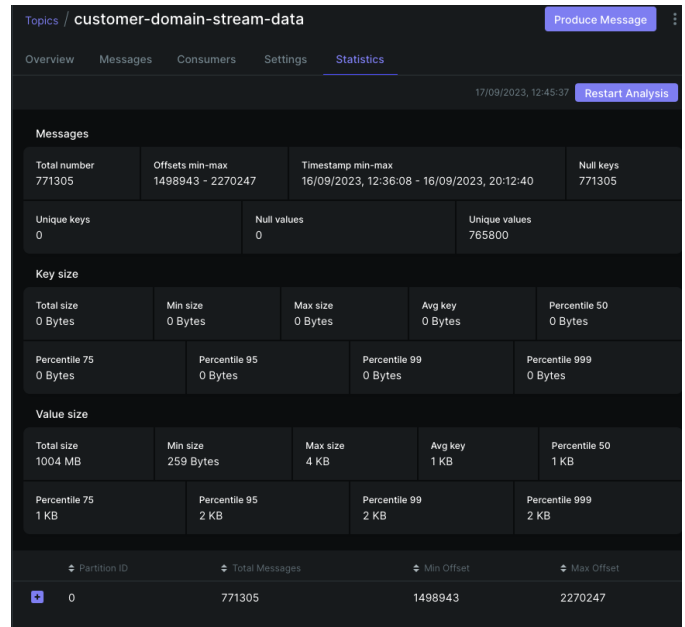 Topics / customer-domain-stream-data Produce Message
Overview Messages Consumers Settings Statistics
17/09/2023, 12:45:37 Restart Analysis
Messages
Total number Offsets min-max Timestamp min-max Null keys
771305 1498943 - 2270247 16/09/2023, 12:36:08 - 16/09/2023, 20:12:40 771305
Unique keys Null values Unique values
0 0 765800
Key size
Total size Min size Max size Avg key Percentile 50
0 Bytes 0 Bytes 0 Bytes 0 Bytes 0 Bytes
Percentile 75 Percentile 95 Percentile 99 Percentile 999
0 Bytes 0 Bytes 0 Bytes 0 Bytes
Value size
Total size Min size Max size Avg key Percentile 50
1004 MB 259 Bytes 4 KB 1 KB 1 KB
Percentile 75 Percentile 95 Percentile 99 Percentile 999
1 KB 2 KB 2 KB 2 KB
Partition ID Total Messages Min Offset Max Offset
0 771305 1498943 2270247